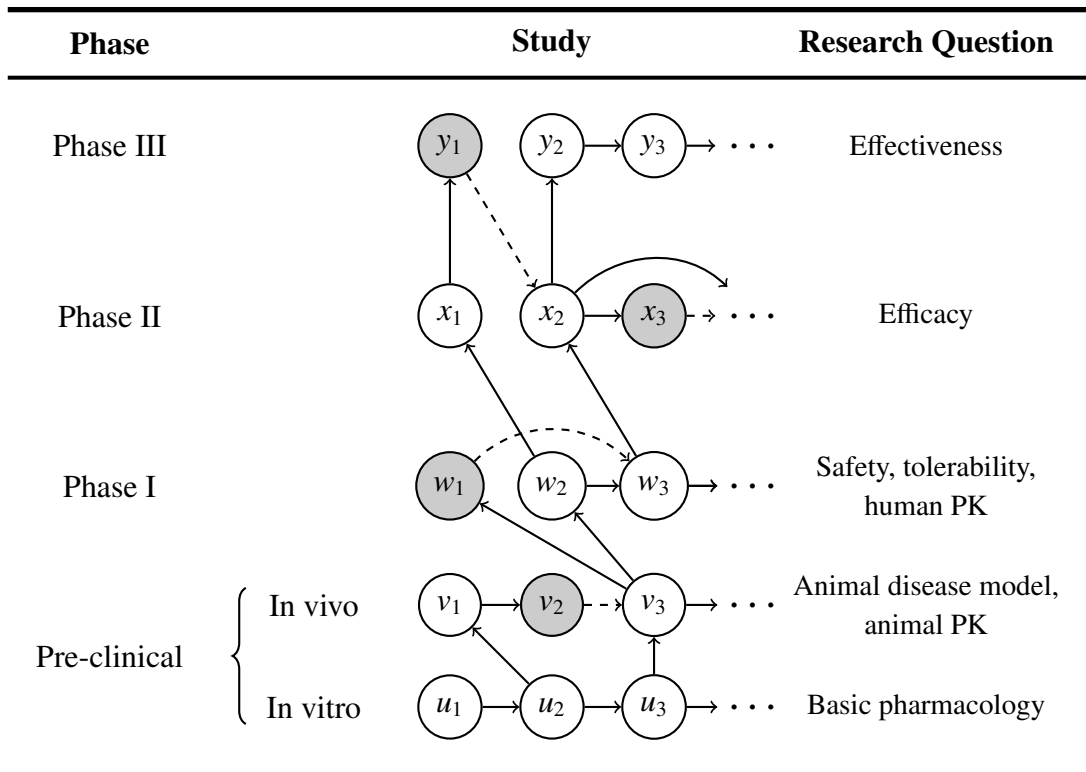 Phase Study Research Question
Phase III y₁ y₂ y₃ ··· Effectiveness
Phase II x₁ x₂ x₃ ··· Efficacy
Phase I w₁ w₂ w₃ ··· Safety, tolerability,
human PK
In vivo v₁ v₂ v₃ ··· Animal disease model,
animal PK
Pre-clinical
In vitro u₁ u₂ u₃ ··· Basic pharmacology